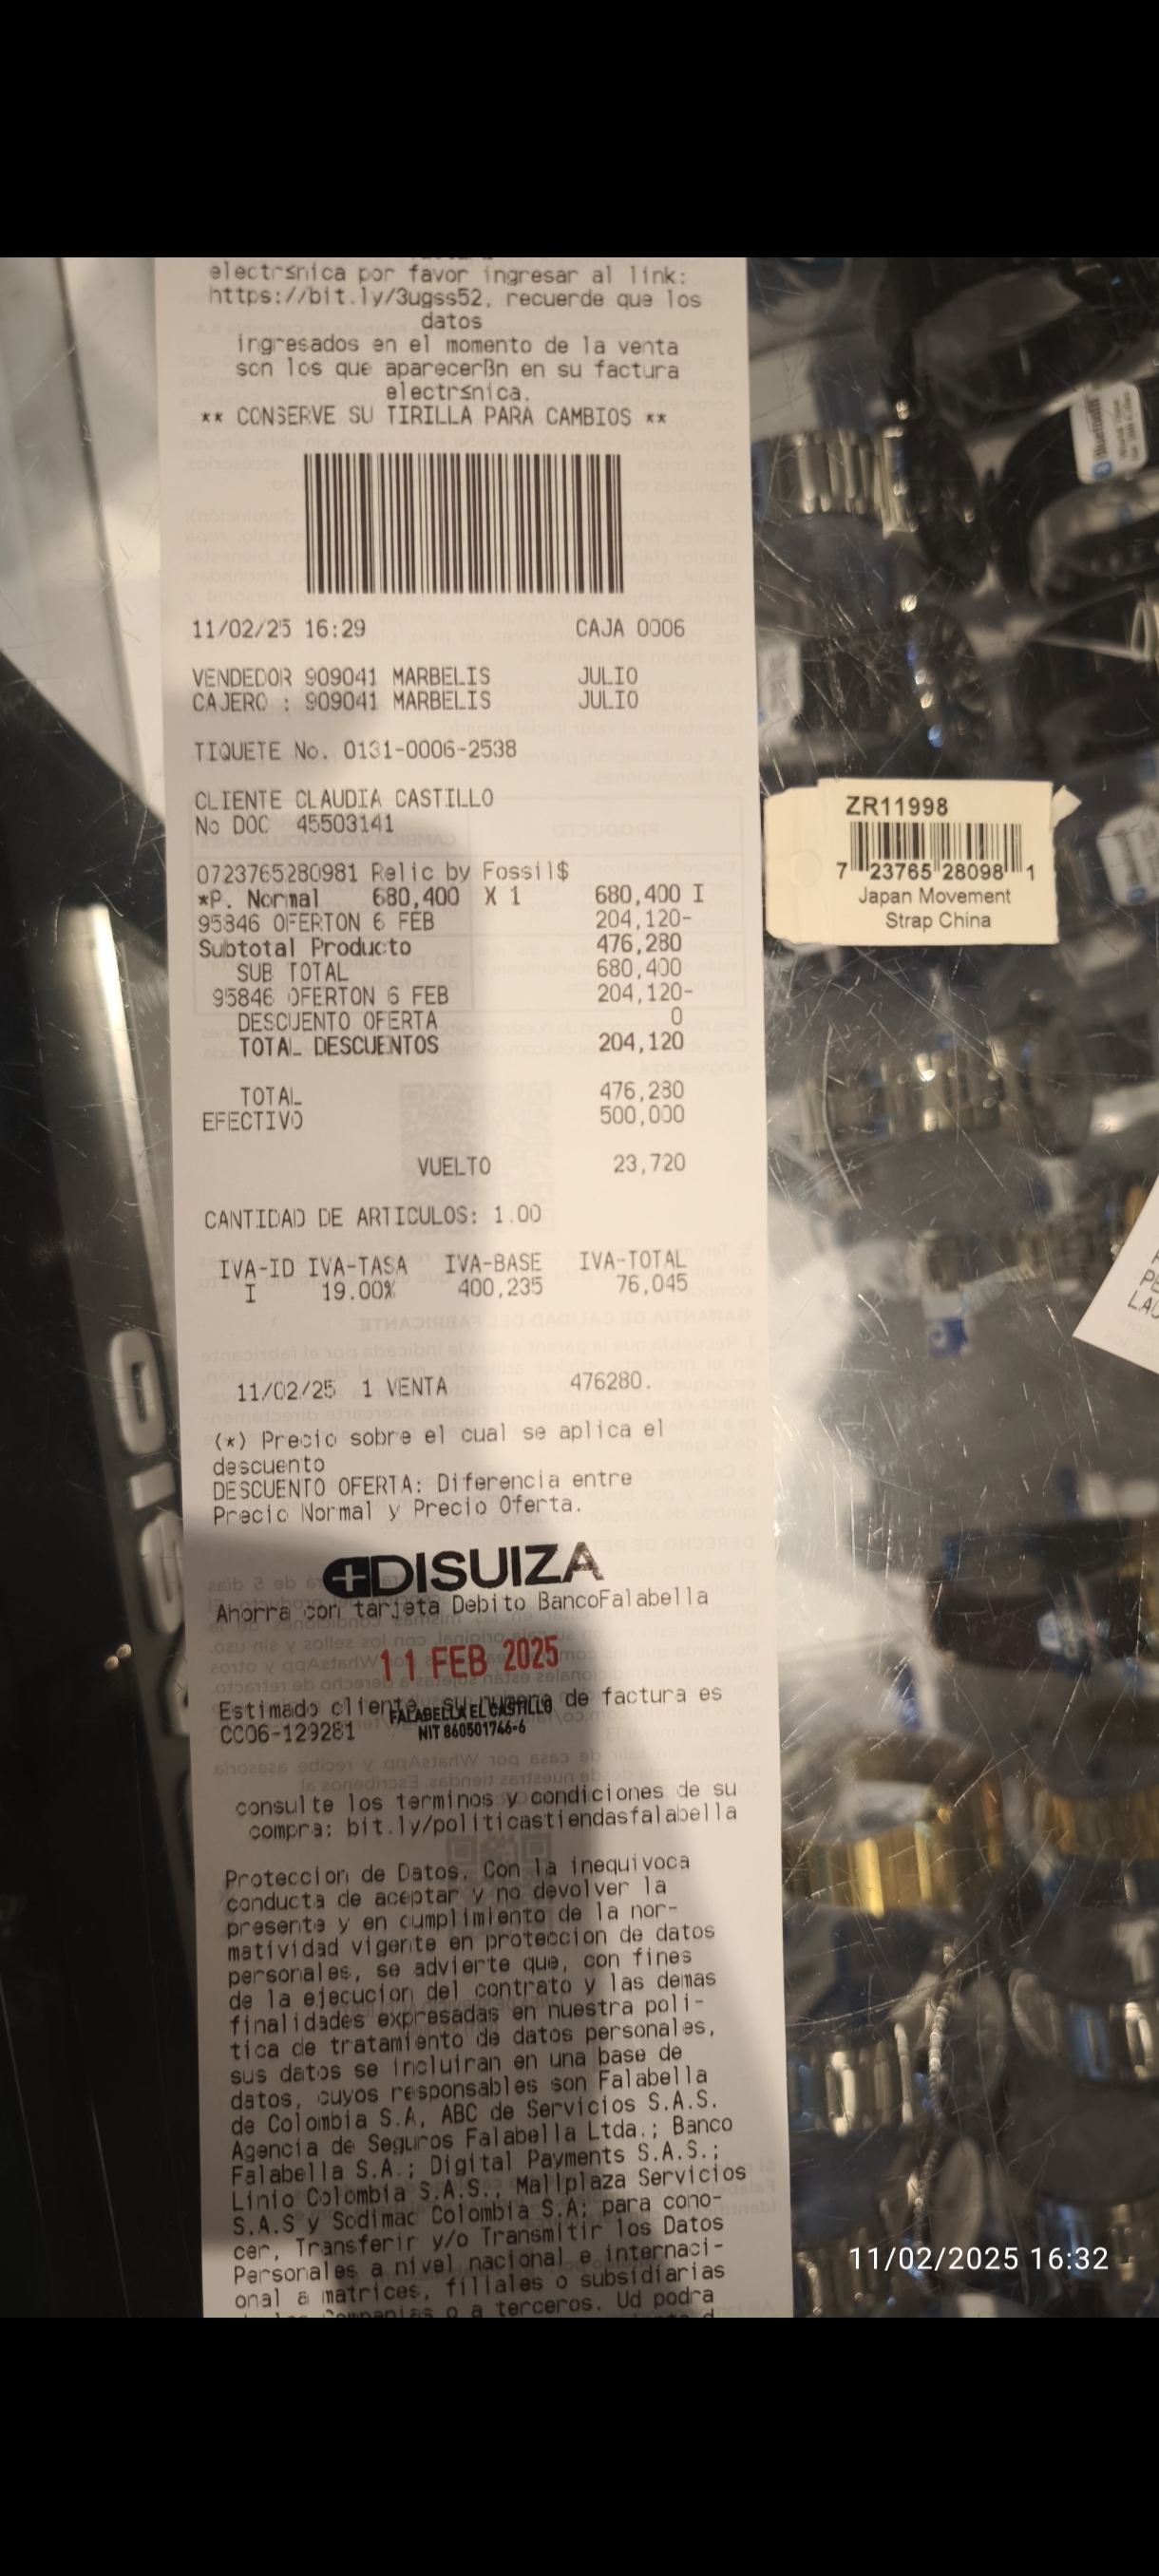 electrsnica por favor ingresar al link:
https://bit.ly/3ugss52, recuerde que los
datos
ingresados en el momento de la venta
son los que aparecerßn en su factura
electrsnica.
** CONSERVE SU TIRILLA PARA CAMBIOS **
11/02/25 16:29 CAJA 0006
VENDEDOR 909041 MARBELIS JULIO
CAJERO : 909041 MARBELIS JULIO
TIQUETE No. 0131-0006-2538
CLIENTE CLAUDIA CASTILLO
No DOC 45503141
0723765280981 Relic by Fossil$
*P. Normal 680,400 X 1 680,400 I
95846 OFERTON 6 FEB 204,120-
Subtotal Producto 476,280
SUB TOTAL 680,400
95846 OFERTON 6 FEB 204,120-
DESCUENTO OFERTA 0
TOTAL DESCUENTOS 204,120
TOTAL 476,280
EFECTIVO 500,000
VUELTO 23,720
CANTIDAD DE ARTICULOS: 1.00
IVA-ID IVA-TASA IVA-BASE IVA-TOTAL
I 19.00% 400,235 76,045
11/02/25 1 VENTA 476280.
(*) Precio sobre el cual se aplica el
descuento
DESCUENTO OFERTA: Diferencia entre
Precio Normal y Precio Oferta.
DISUIZA
Ahorra con tarjeta Debito BancoFalabella
11 FEB 2025
Estimado cliente, su numero de factura es
FALABELLA EL CASTILLO
CC06-129281
NIT 860501746-6
consulte los terminos y condiciones de su
compra: bit.ly/politicastiendasfalabella
Proteccion de Datos. Con la inequivoca
conducta de aceptar y no devolver la
presente y en cumplimiento de la nor-
matividad vigente en proteccion de datos
personales, se advierte que, con fines
de la ejecucion del contrato y las demas
finalidades expresadas en nuestra poli-
tica de tratamiento de datos personales,
sus datos se incluiran en una base de
datos, cuyos responsables son Falabella
de Colombia S.A, ABC de Servicios S.A.S.
Agencia de Seguros Falabella Ltda.; Banco
Falabella S.A.; Digital Payments S.A.S.;
Linio Colombia S.A.S., Mallplaza Servicios
S.A.S y Sodimac Colombia S.A; para cono-
cer, Transferir y/o Transmitir los Datos
Personales a nivel nacional e internaci-
onal a matrices, filiales o subsidiarias
o a terceros. Ud podra
ZR11998
7 23765 28098 1
Japan Movement
Strap China
Bluetooth
LAU
11/02/2025 16:32